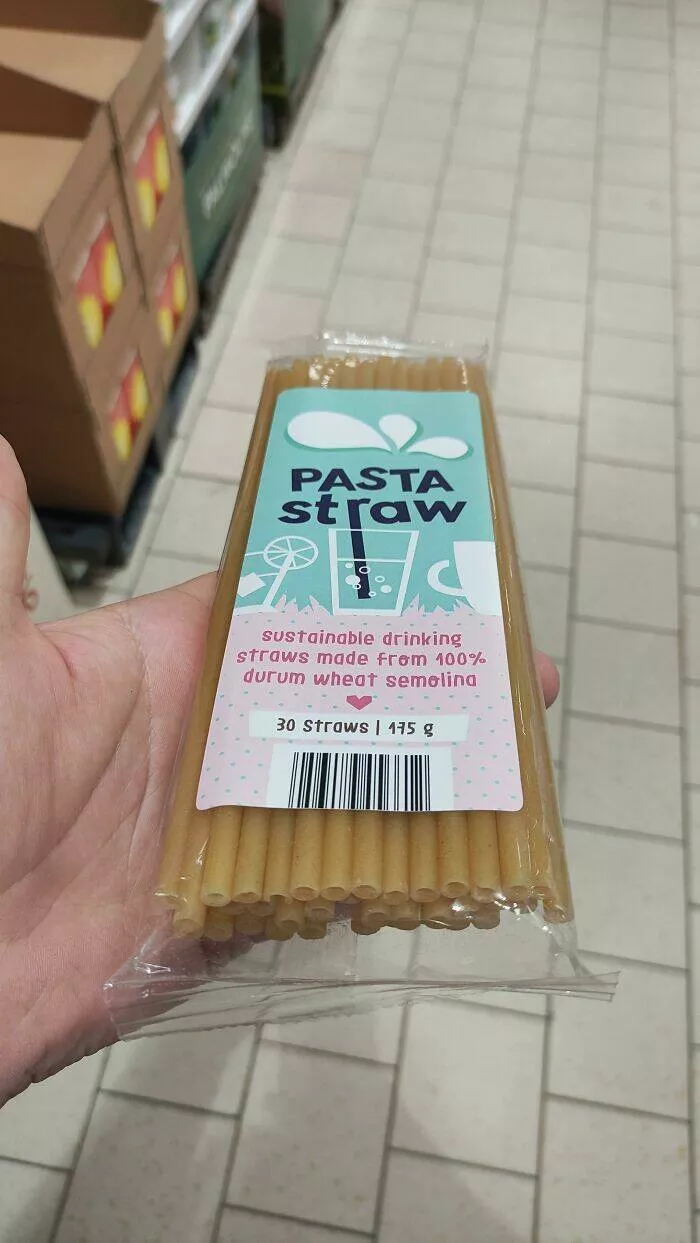 PASTA
straw
sustainable drinking
straws made from 100%
durum wheat semolina
30 Straws | 175 g